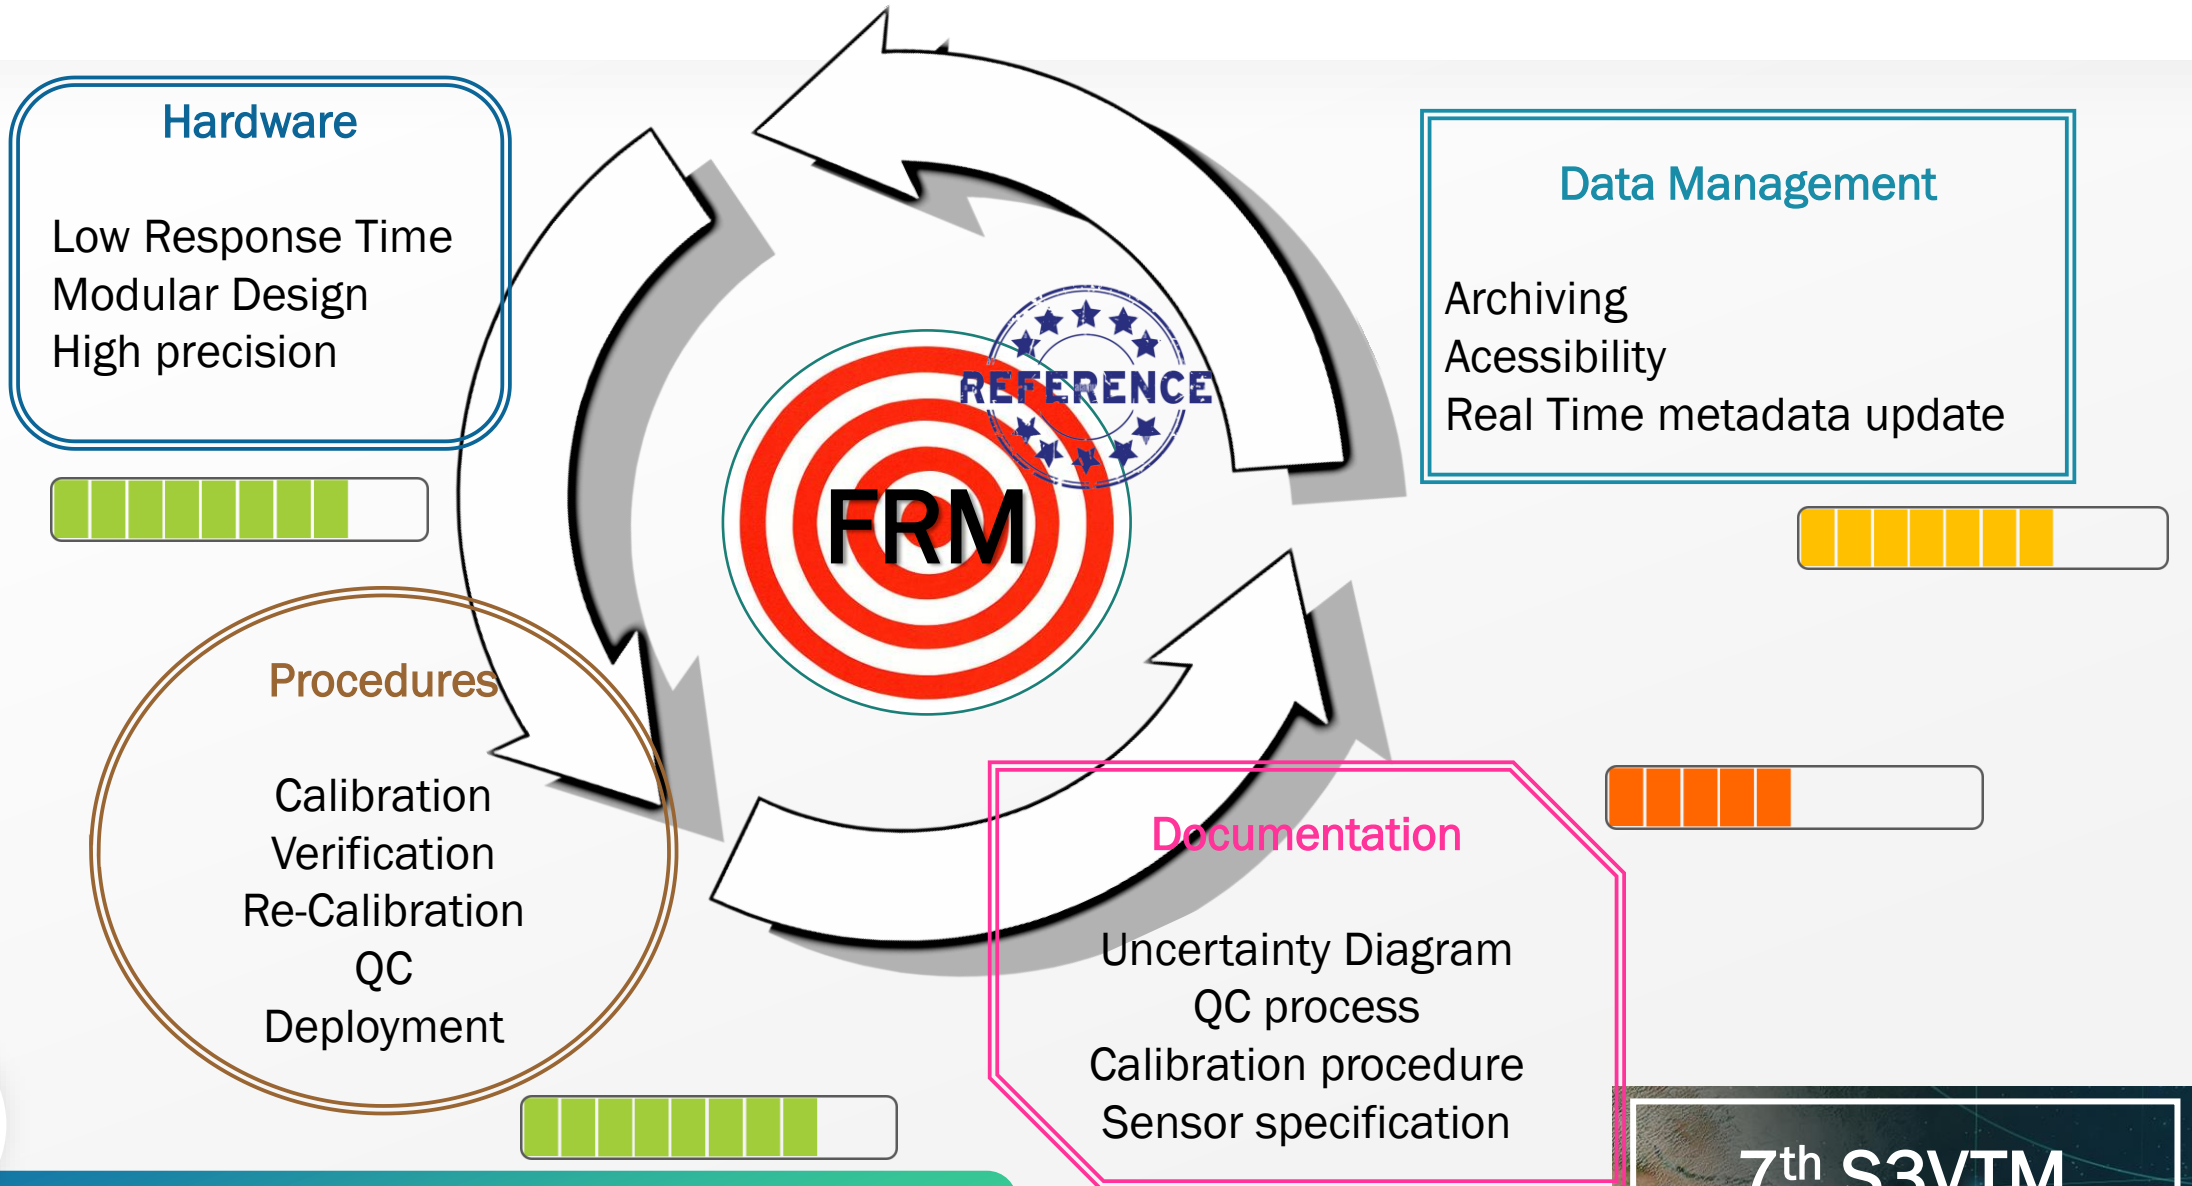 Hardware
Low Response Time
Modular Design
High precision
Data Management
Archiving
Acessibility
Real Time metadata update
REFERENCE
FRM
Procedures
Calibration
Verification
Re-Calibration
QC
Deployment
Documentation
Uncertainty Diagram
QC process
Calibration procedure
Sensor specification
7th S3VTM